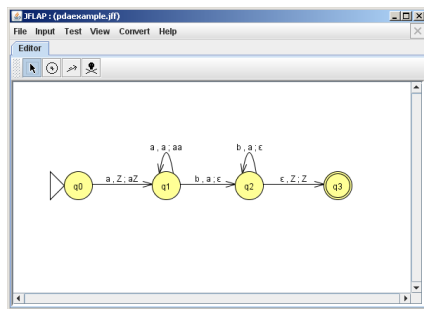 JFLAP : (pdaexample.jff)
File Input Test View Convert Help
Editor
a , a ; aa
b , a ; ε
a , Z ; aZ
b , a ; ε
ε , Z ; Z
q0
q1
q2
q3